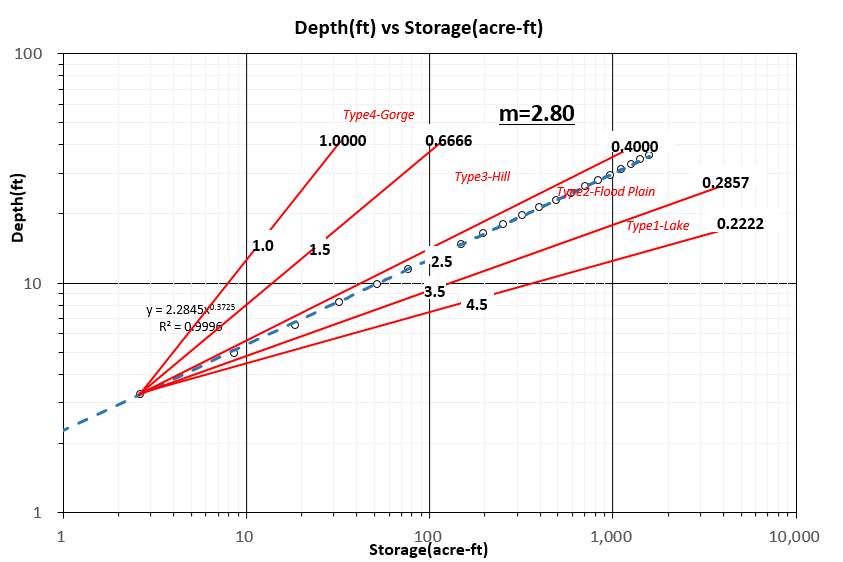 Depth(ft) vs Storage(acre-ft)
100
Type4-Gorge
m=2.80
1.0000
0.6666
0.4000
Type3-Hill
0.2857
Type2-Flood Plain
0.2222
Type1-Lake
Depth(ft)
1.0
1.5
2.5
10
3.5
4.5
y = 2.2845x^0.3725
R² = 0.9996
1
1
10
100
1,000
10,000
Storage(acre-ft)